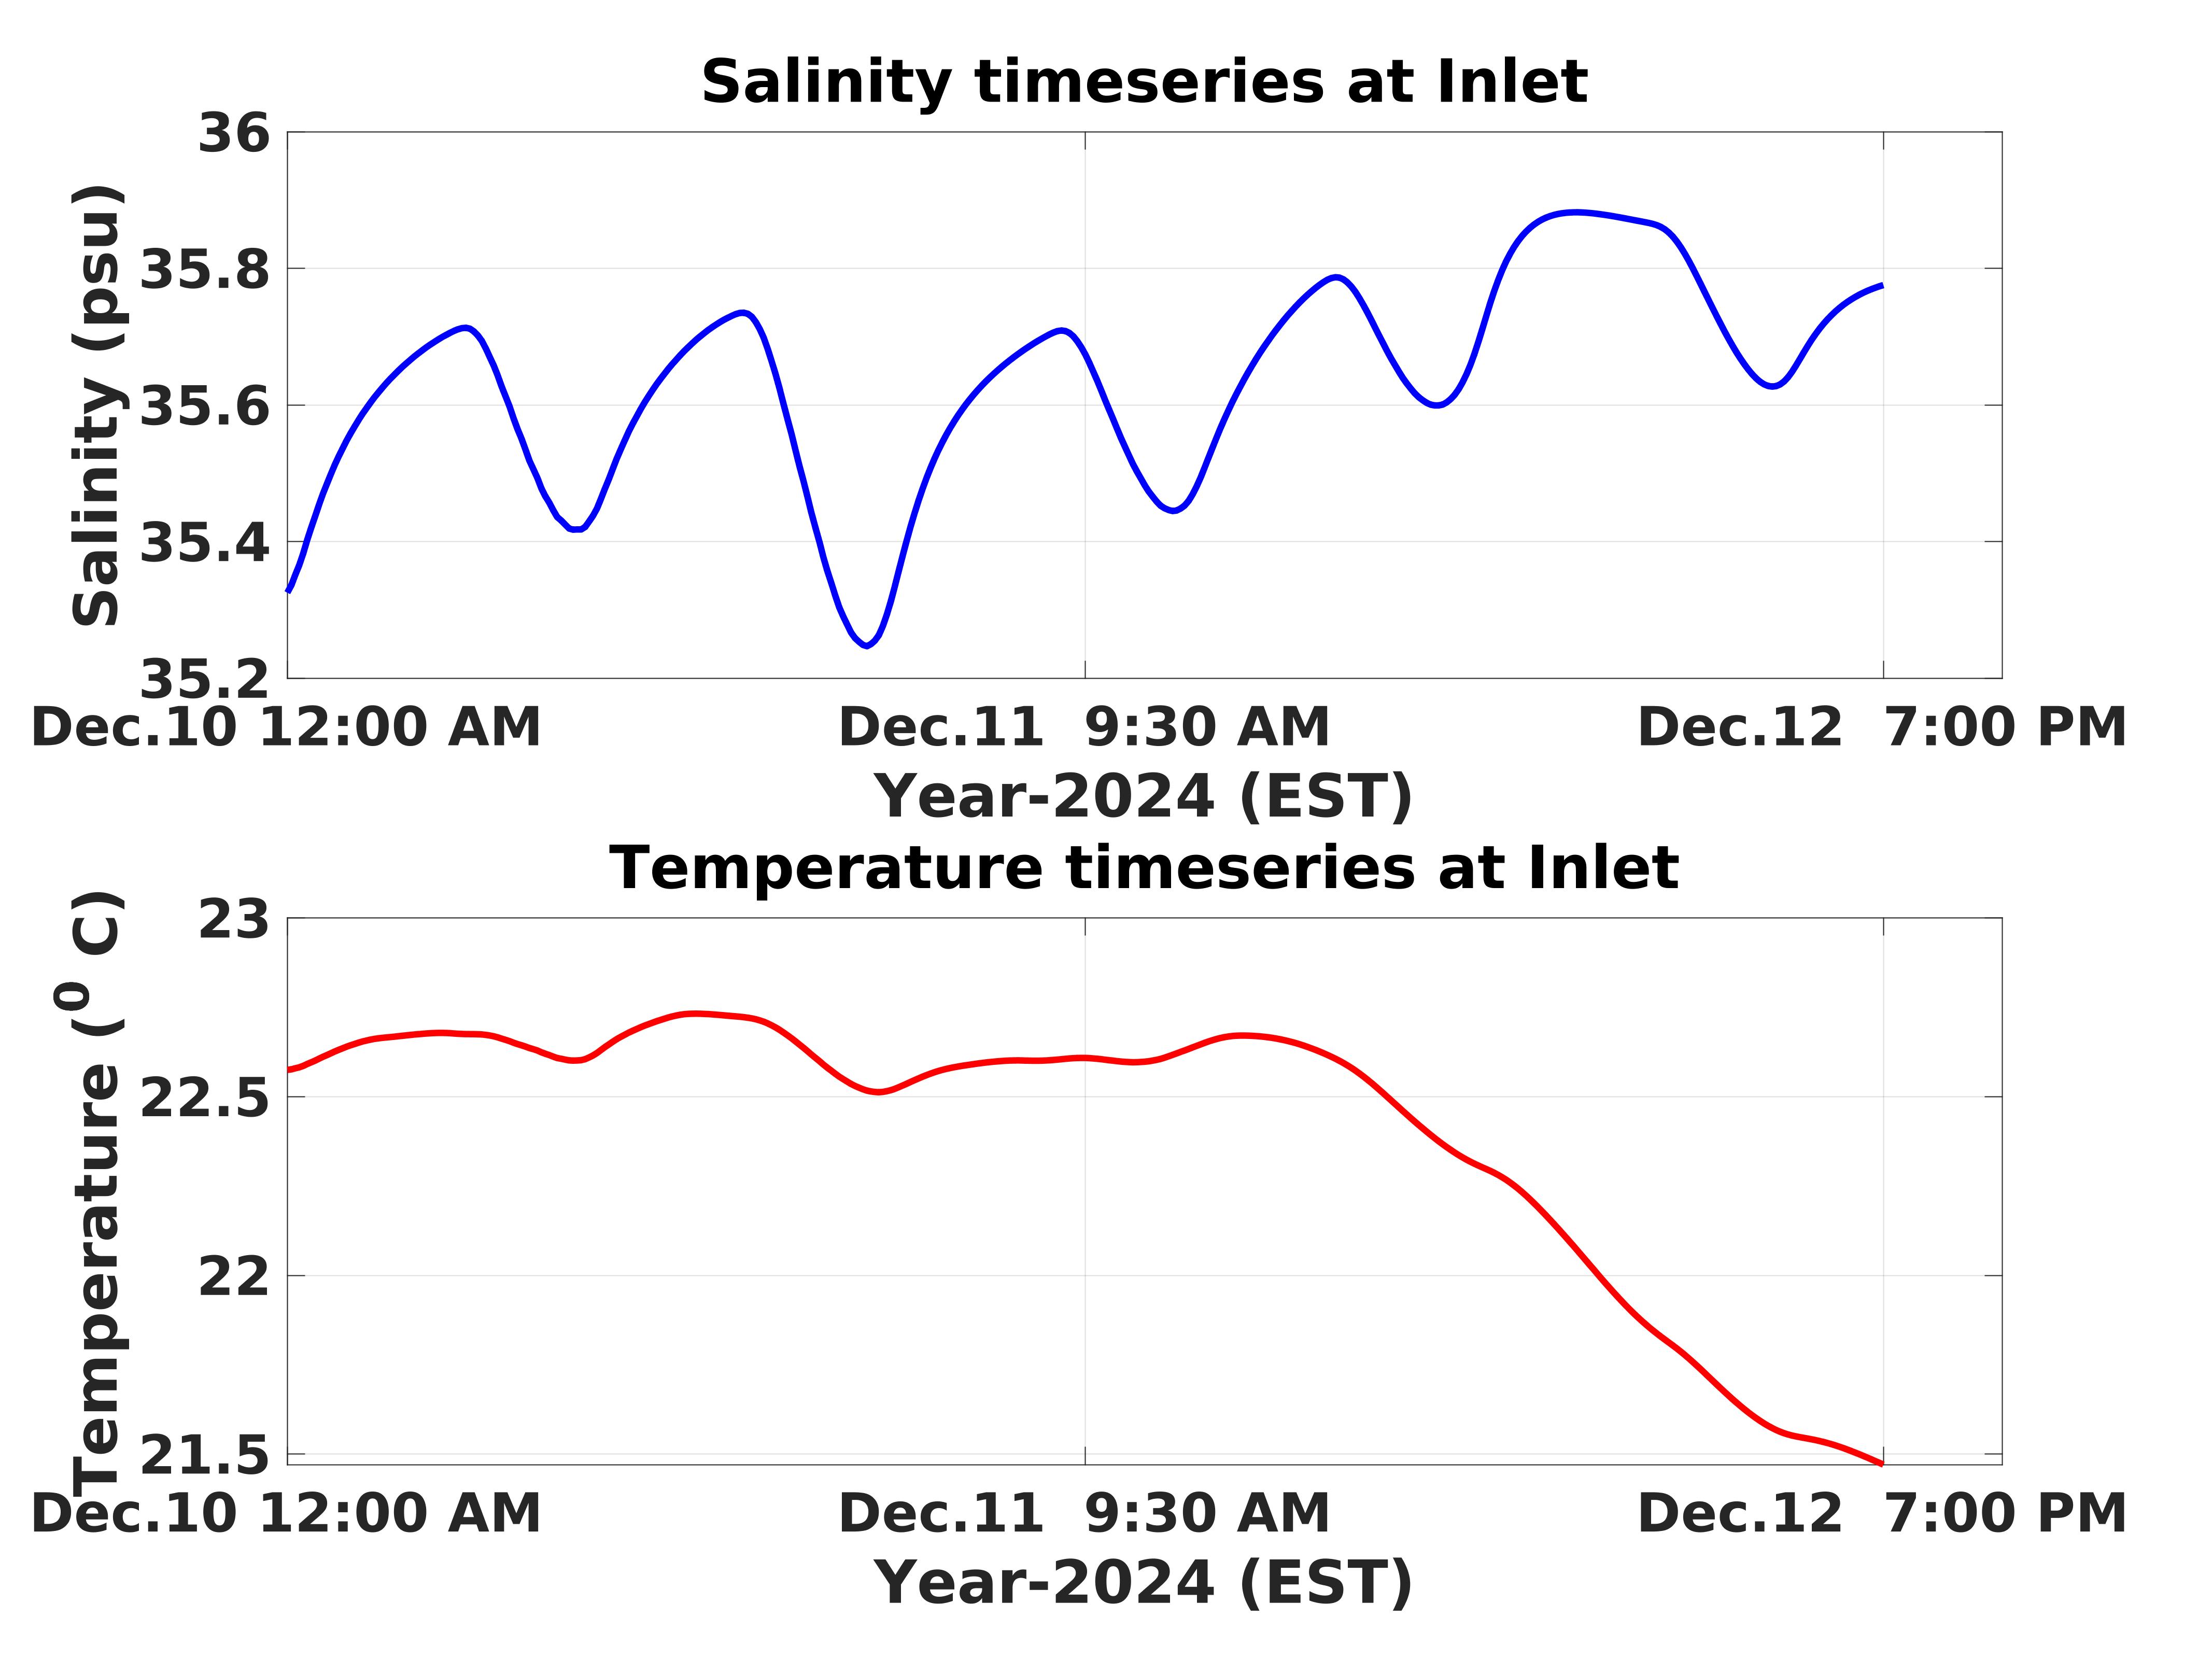 Salinity timeseries at Inlet
Salinity (psu)
36
35.8
35.6
35.4
35.2
Dec.10 12:00 AM
Dec.11  9:30 AM
Dec.12  7:00 PM
Year-2024 (EST)
Temperature timeseries at Inlet
Temperature (⁰ C)
23
22.5
22
21.5
Dec.10 12:00 AM
Dec.11  9:30 AM
Dec.12  7:00 PM
Year-2024 (EST)